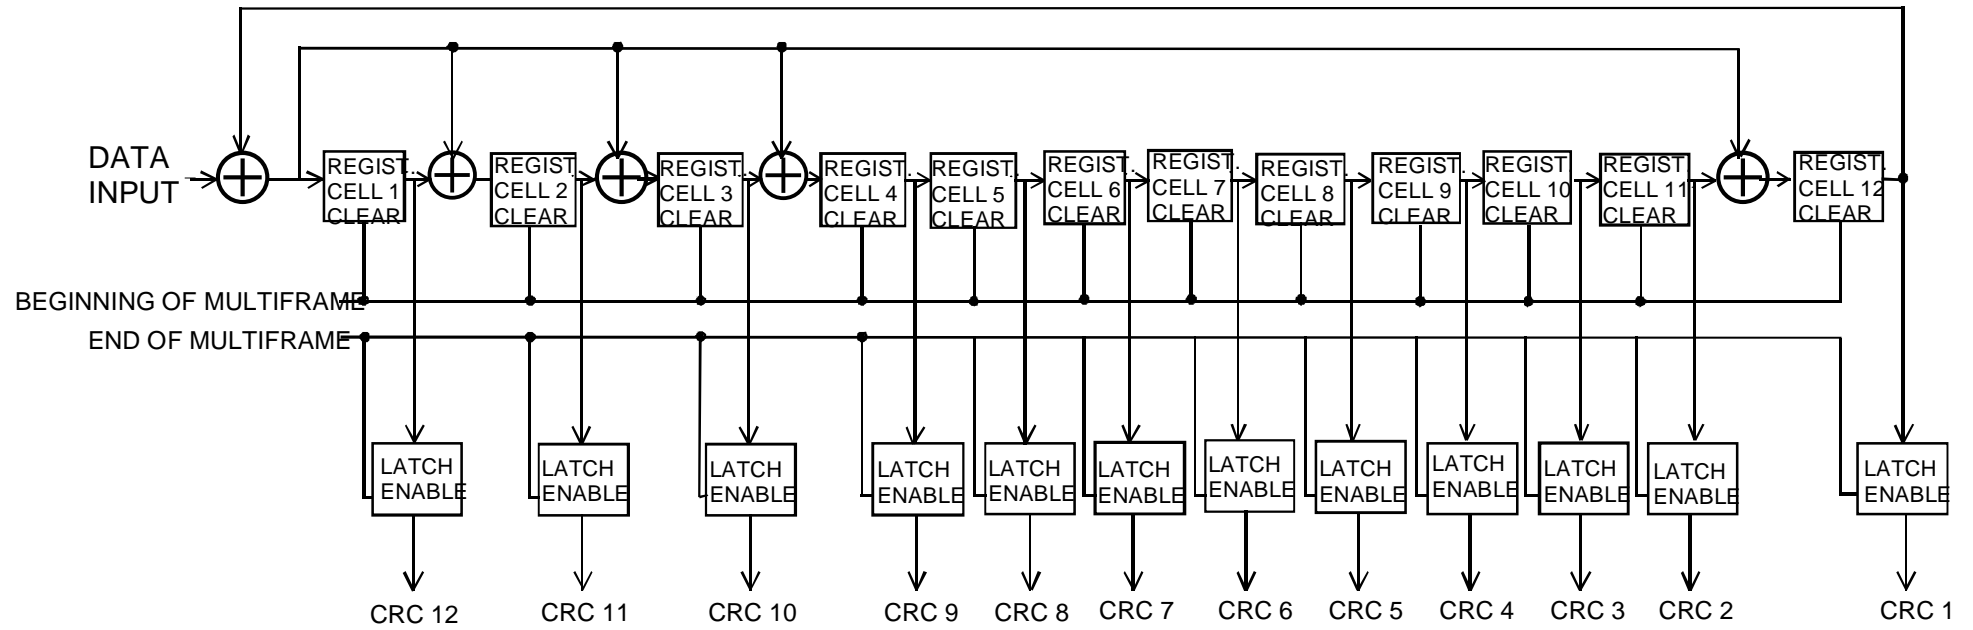 DATA
INPUT
REGIST.
CELL 1
CLEAR
REGIST.
CELL 2
CLEAR
REGIST.
CELL 3
CLEAR
REGIST.
CELL 4
CLEAR
REGIST.
CELL 5
CLEAR
REGIST.
CELL 6
CLEAR
REGIST.
CELL 7
CLEAR
REGIST.
CELL 8
CLEAR
REGIST.
CELL 9
CLEAR
REGIST.
CELL 10
CLEAR
REGIST.
CELL 11
CLEAR
REGIST.
CELL 12
CLEAR
BEGINNING OF MULTIFRAME
END OF MULTIFRAME
LATCH
ENABLE
LATCH
ENABLE
LATCH
ENABLE
LATCH
ENABLE
LATCH
ENABLE
LATCH
ENABLE
LATCH
ENABLE
LATCH
ENABLE
LATCH
ENABLE
LATCH
ENABLE
LATCH
ENABLE
LATCH
ENABLE
CRC 12
CRC 11
CRC 10
CRC 9
CRC 8
CRC 7
CRC 6
CRC 5
CRC 4
CRC 3
CRC 2
CRC 1